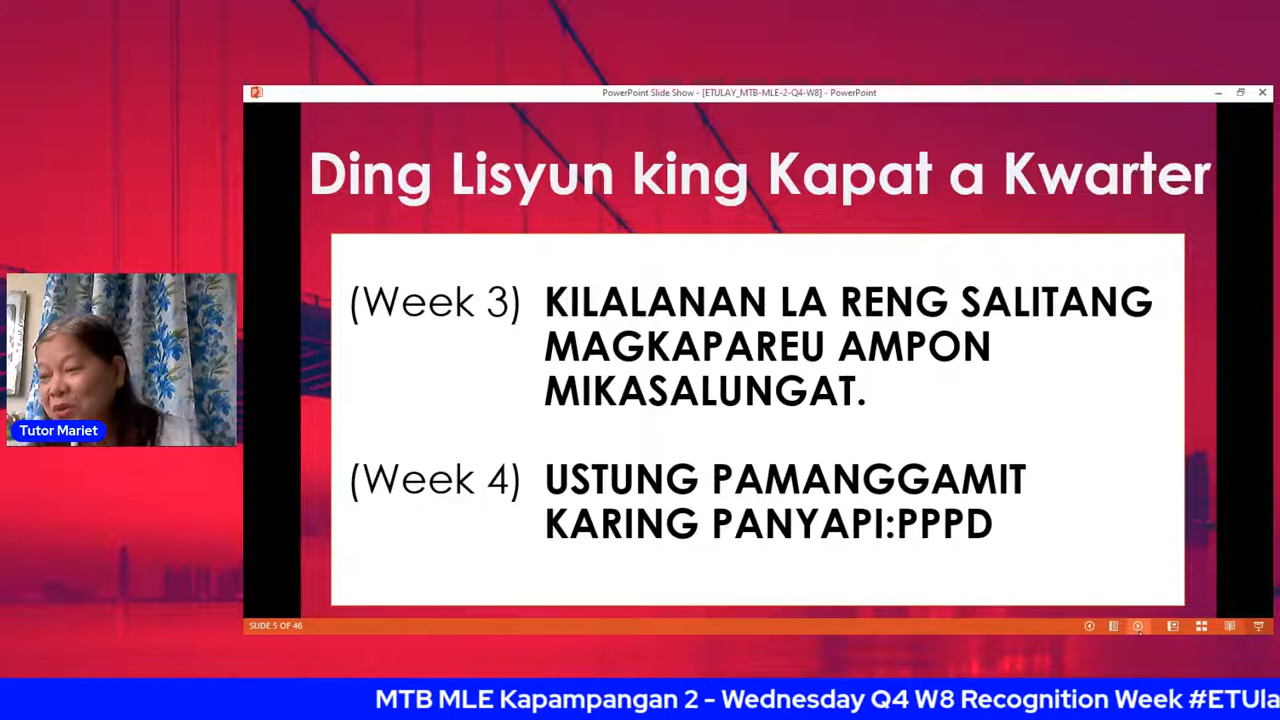 PowerPoint Slide Show - [ETULAY_MTB-MLE-2-Q4-W8] - PowerPoint
Ding Lisyun king Kapat a Kwarter
(Week 3) KILALANAN LA RENG SALITANG
MAGKAPAREU AMPON
MIKASALUNGAT.
(Week 4) USTUNG PAMANGGAMIT
KARING PANYAPI:PPPD
Tutor Mariet
SLIDE 5 OF 46
MTB MLE Kapampangan 2 - Wednesday Q4 W8 Recognition Week #ETUla